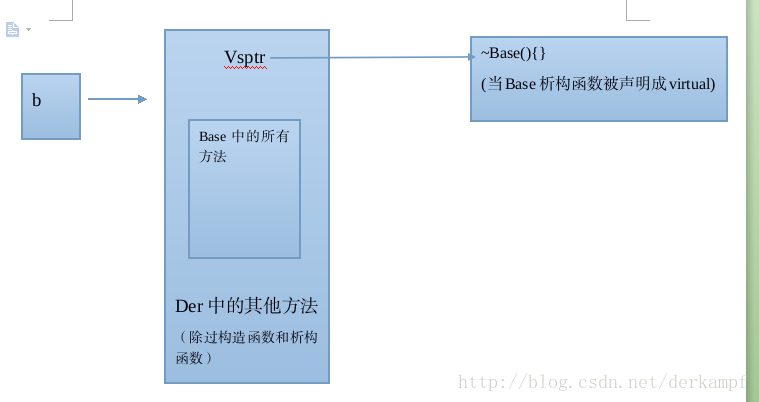 b
Vsptr
Base 中的所有
方法
Der 中的其他方法
（除过构造函数和析构
函数）
~Base(){}
(当Base 析构函数被声明成 virtual)
http://blog.csdn.net/derkampf